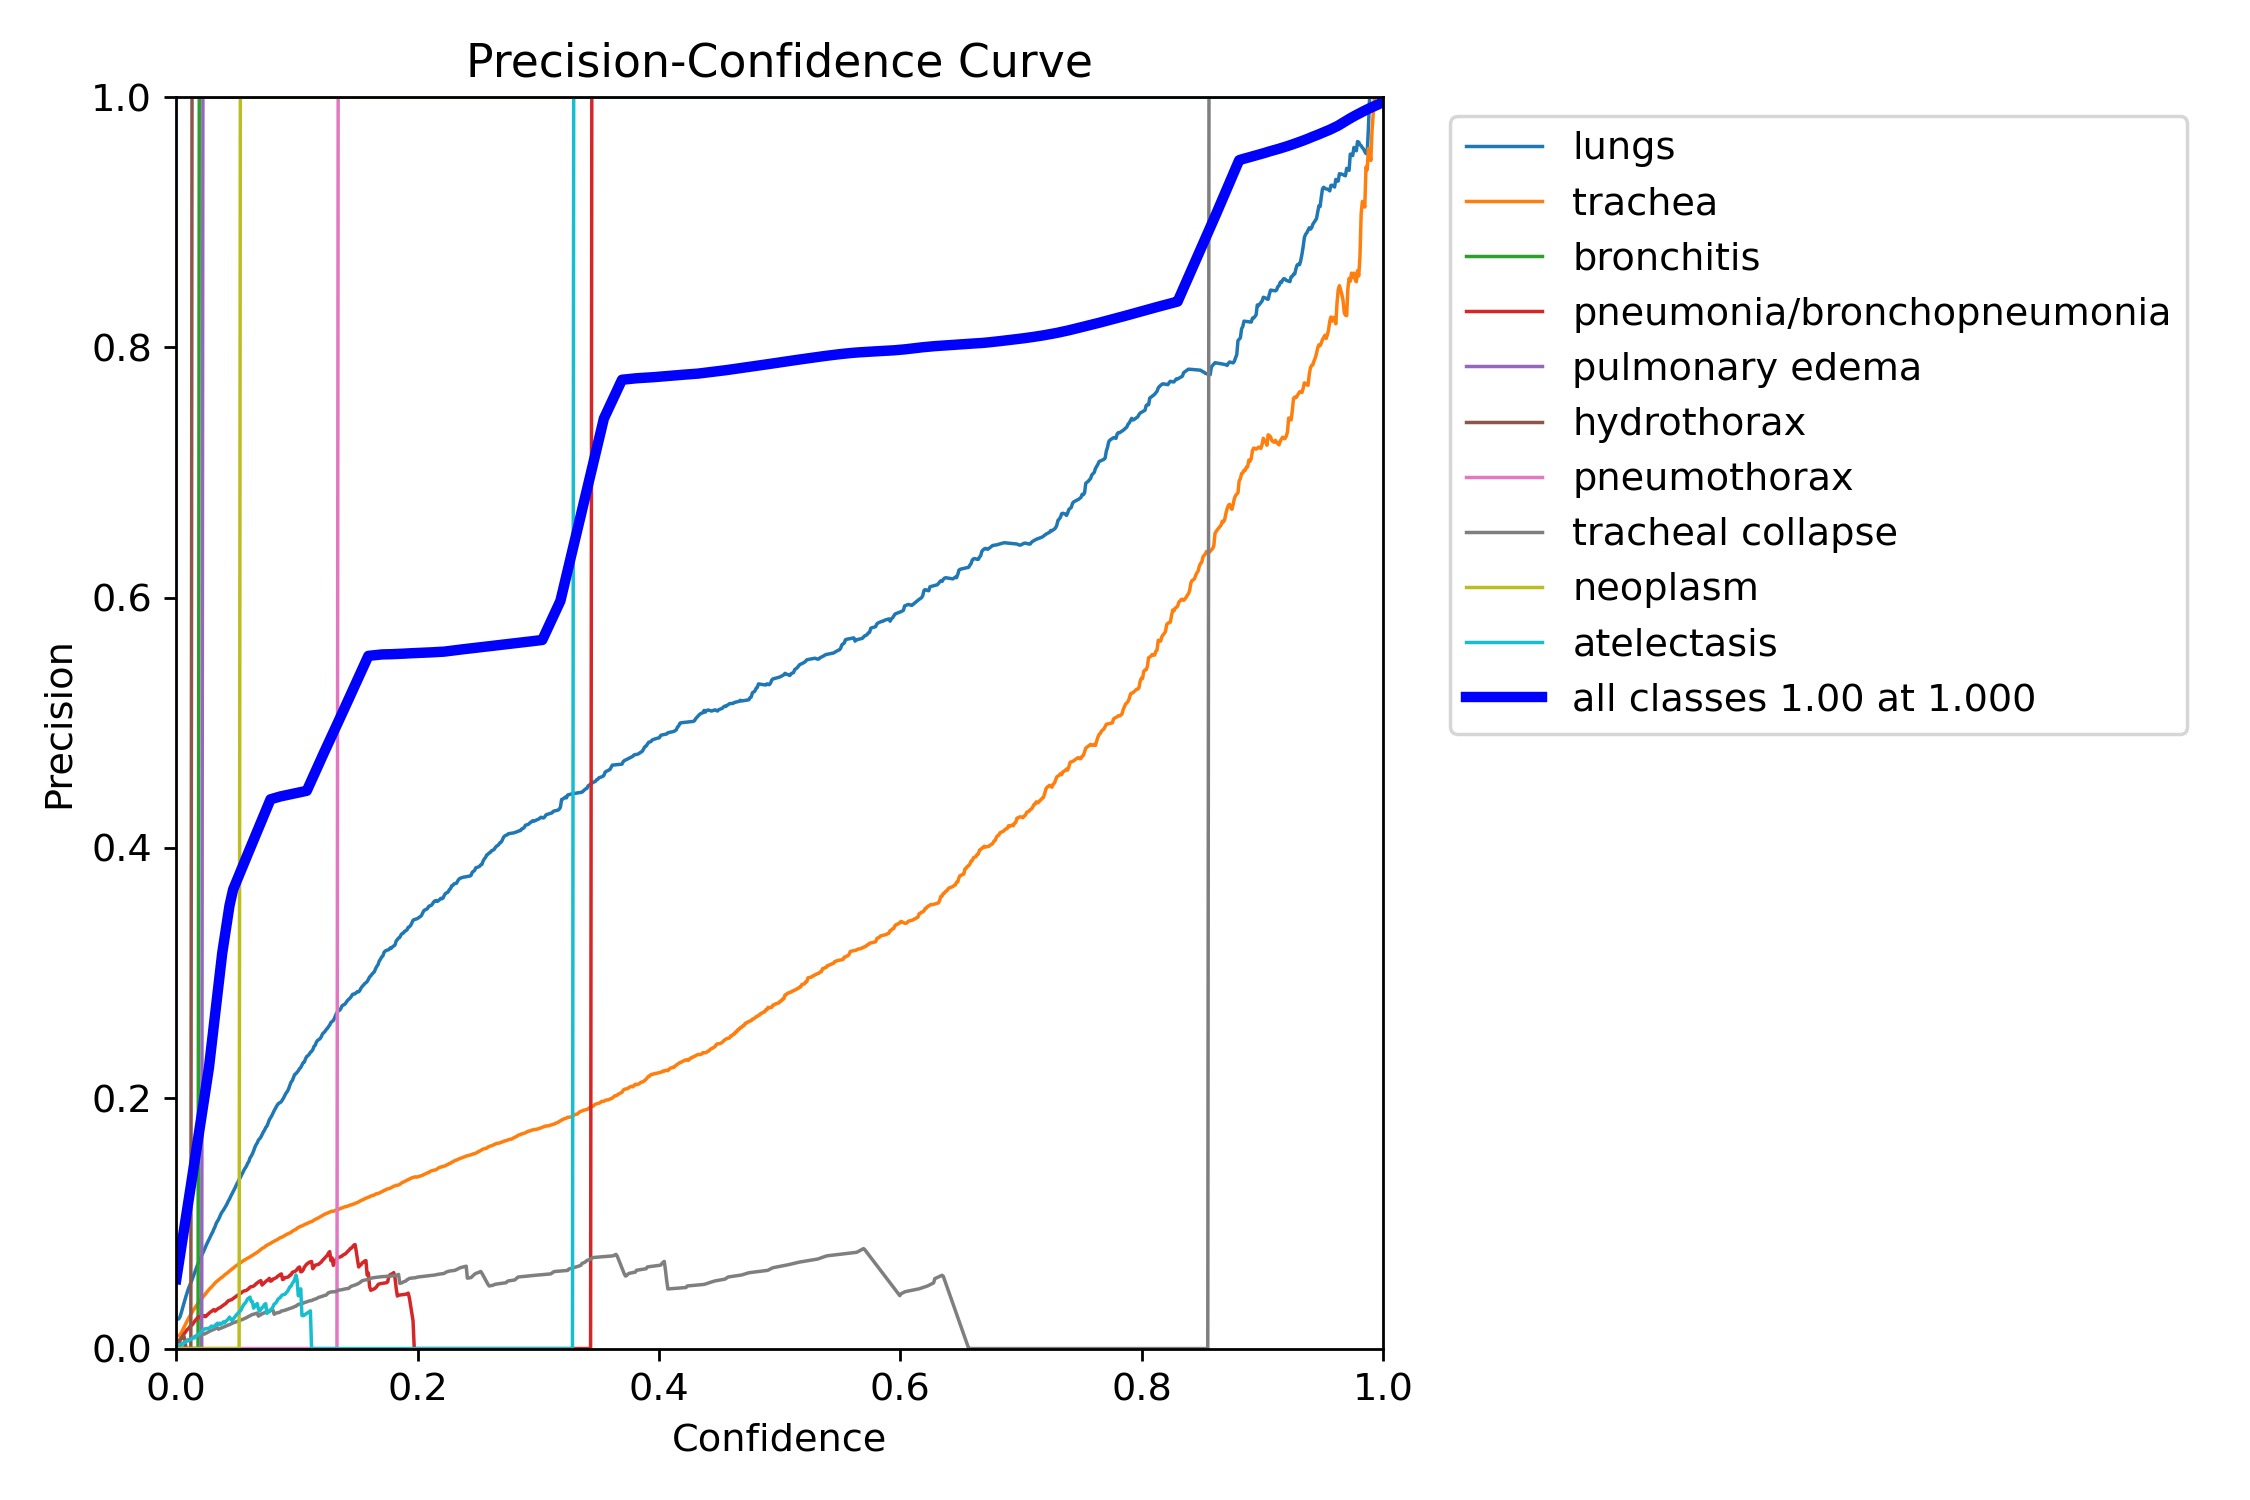 Precision-Confidence Curve
1.0
0.8
0.6
0.4
0.2
0.0
Precision
0.0 0.2 0.4 0.6 0.8 1.0
Confidence
lungs
trachea
bronchitis
pneumonia/bronchopneumonia
pulmonary edema
hydrothorax
pneumothorax
tracheal collapse
neoplasm
atelectasis
all classes 1.00 at 1.000